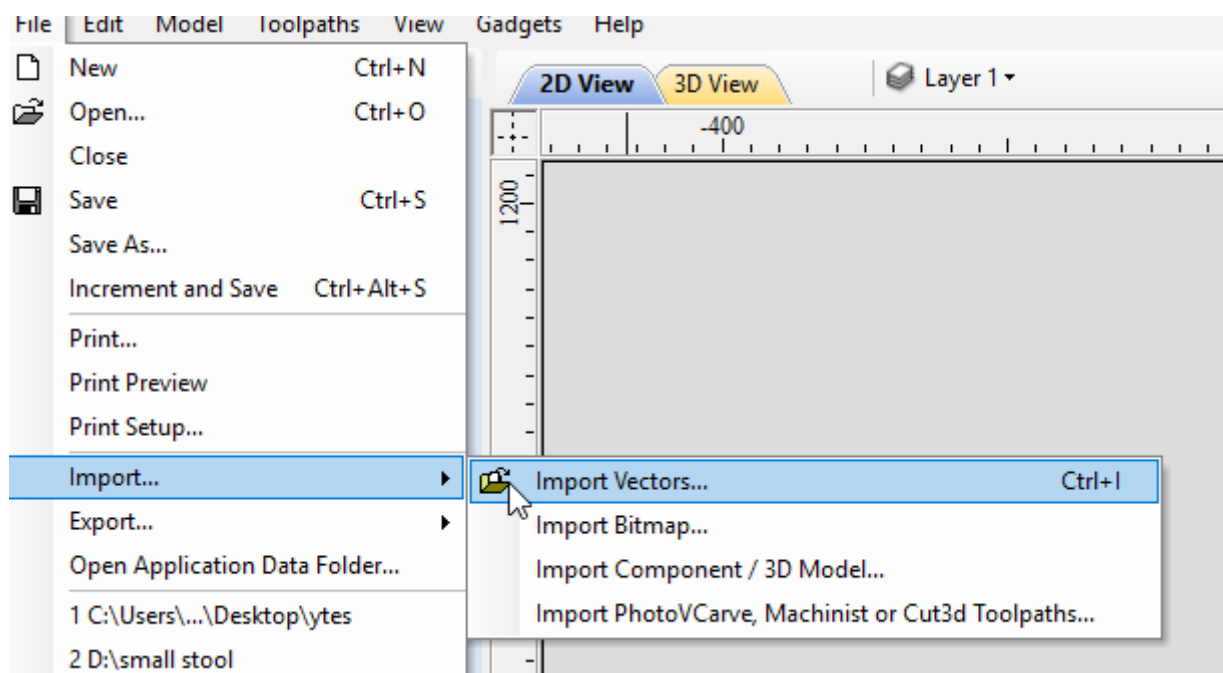 File Edit Model Toolpaths View Gadgets Help
New Ctrl+N
Open... Ctrl+O
Close
Save Ctrl+S
Save As...
Increment and Save Ctrl+Alt+S
Print...
Print Preview
Print Setup...
Import...
Export...
Open Application Data Folder...
1 C:\Users\...\Desktop\ytes
2 D:\small stool
2D View 3D View Layer 1
-400
1200
Import Vectors... Ctrl+I
Import Bitmap...
Import Component / 3D Model...
Import PhotoVCarve, Machinist or Cut3d Toolpaths...